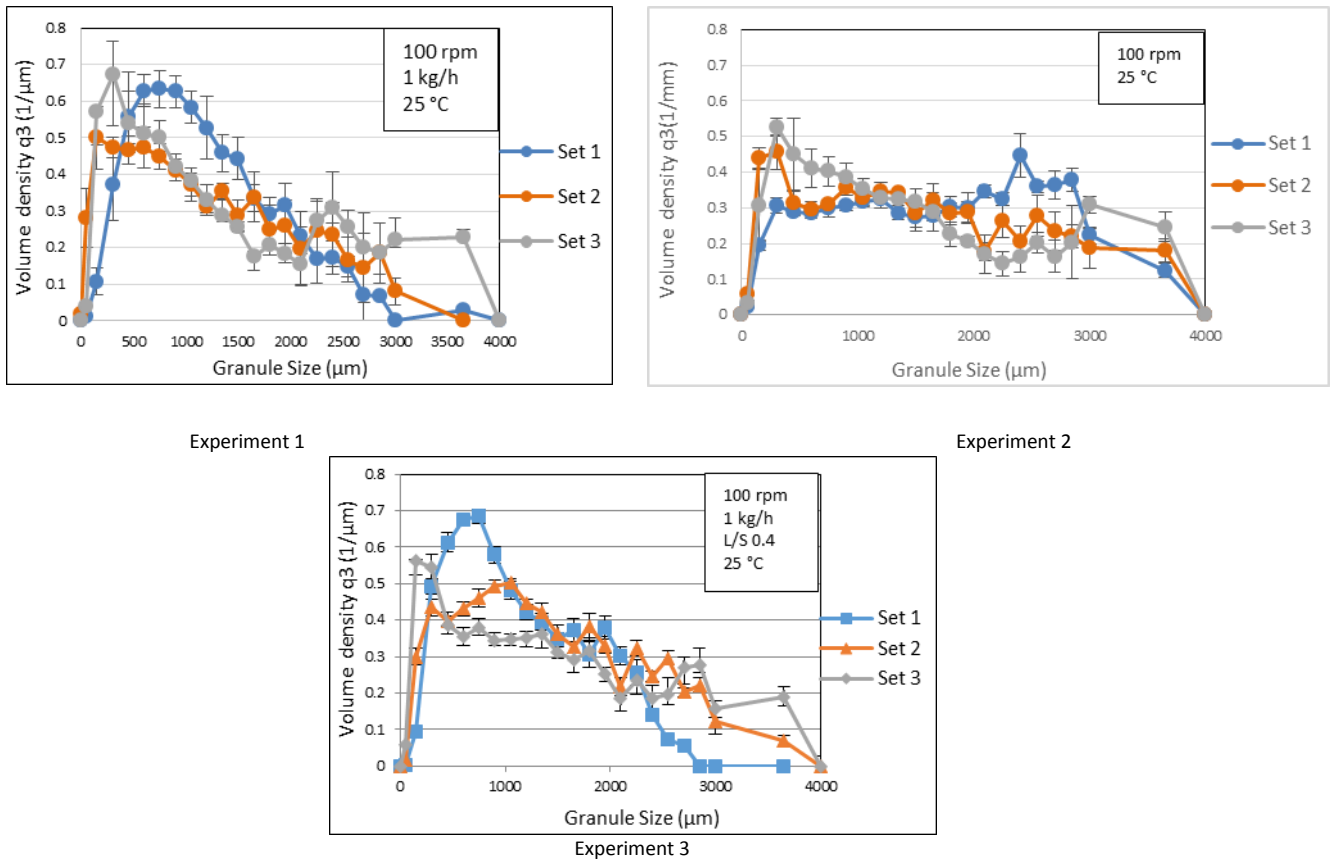 0.8
0.7
0.6
0.5
0.4
0.3
0.2
0.1
0
Volume density q3 (1/µm)
100 rpm
1 kg/h
25 °C
Set 1
Set 2
Set 3
0 500 1000 1500 2000 2500 3000 3500 4000
Granule Size (µm)
0.8
0.7
0.6
0.5
0.4
0.3
0.2
0.1
0
Volume density q3(1/mm)
100 rpm
25 °C
Set 1
Set 2
Set 3
0 1000 2000 3000 4000
Granule Size (µm)
Experiment 1
Experiment 2
0.8
0.7
0.6
0.5
0.4
0.3
0.2
0.1
0
Volume density q3 (1/µm)
100 rpm
1 kg/h
L/S 0.4
25 °C
Set 1
Set 2
Set 3
0 1000 2000 3000 4000
Granule Size (µm)
Experiment 3